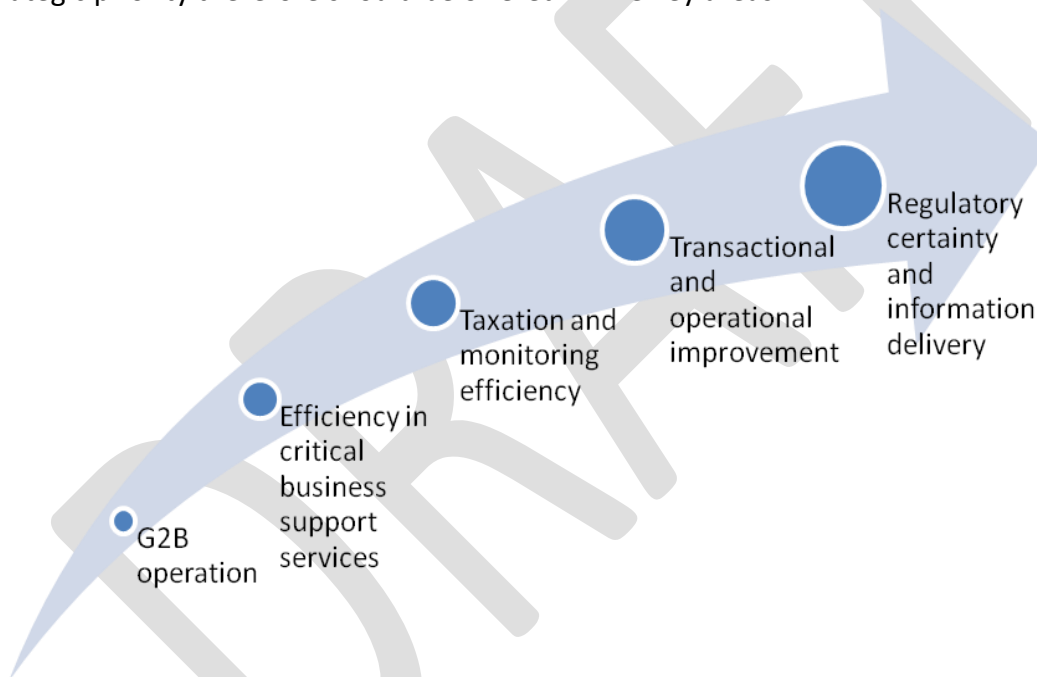 G2B
operation
Efficiency in
critical
business
support
services
Taxation and
monitoring
efficiency
Transactional
and
operational
improvement
Regulatory
certainty
and
information
delivery
DRAFT